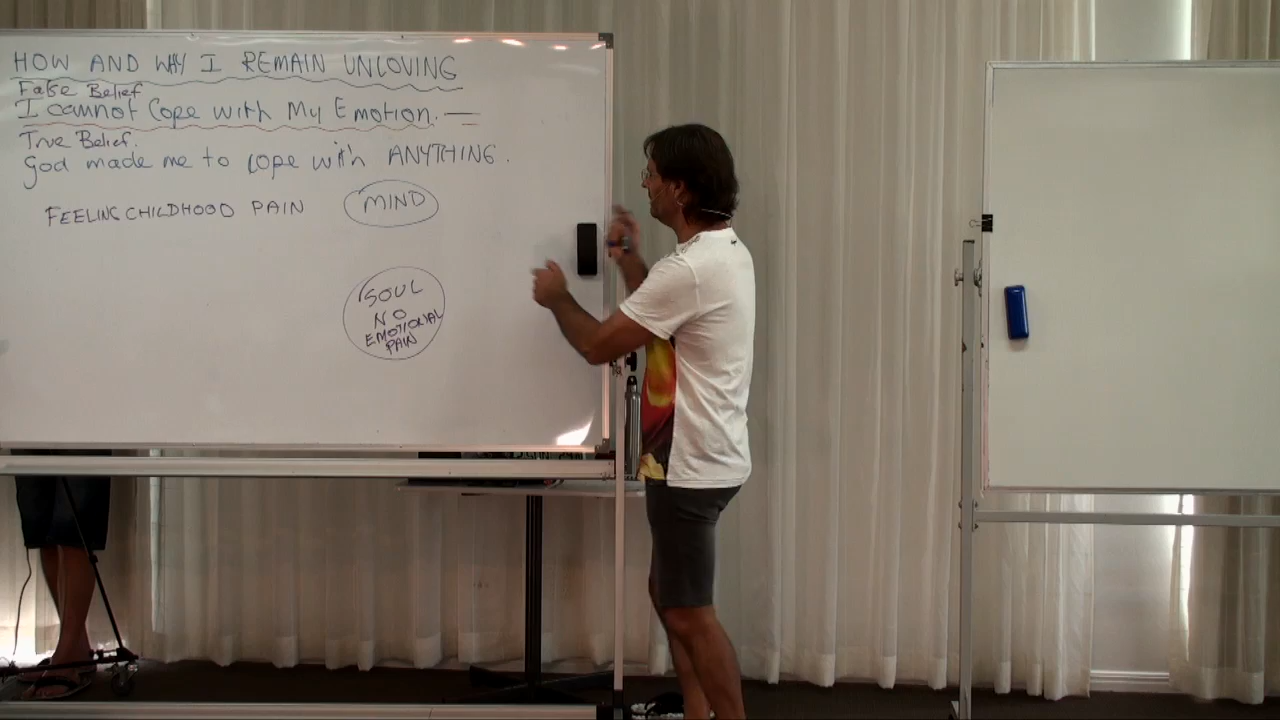 HOW AND WHY I REMAIN UNLOVING
False Belief
I cannot Cope with My Emotion. —
True Belief.
God made me to cope with ANYTHING.
FEELING CHILDHOOD PAIN MIND
SOUL
NO
EMOTIONAL
PAIN